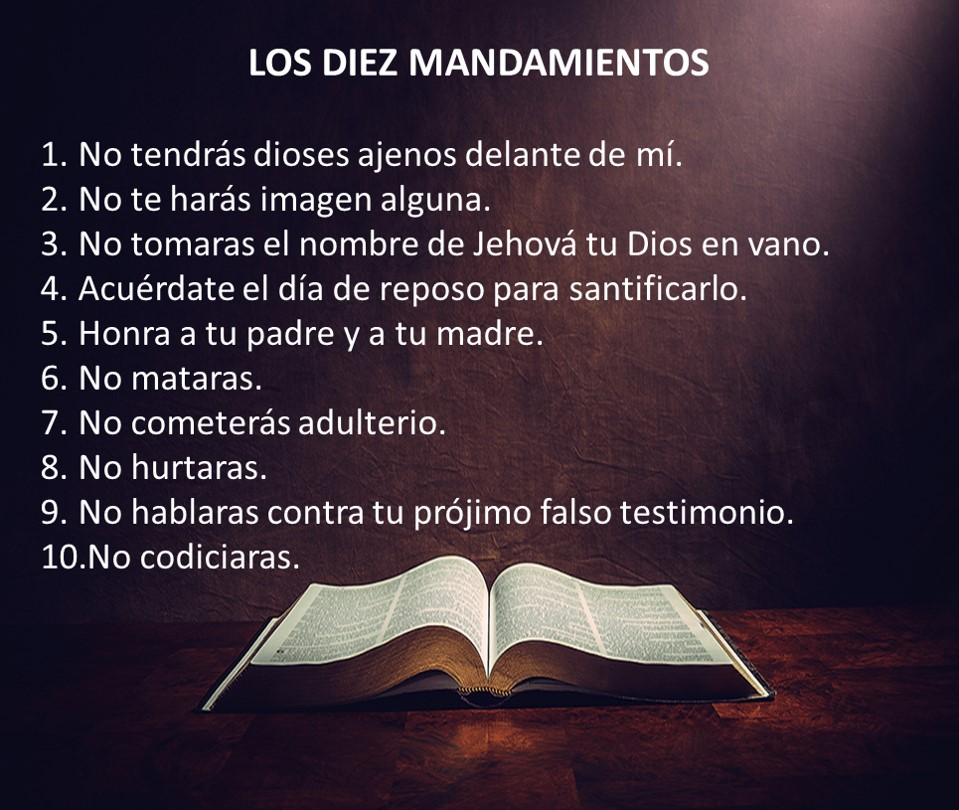 LOS DIEZ MANDAMIENTOS
1. No tendrás dioses ajenos delante de mí.
2. No te harás imagen alguna.
3. No tomaras el nombre de Jehová tu Dios en vano.
4. Acuérdate el día de reposo para santificarlo.
5. Honra a tu padre y a tu madre.
6. No mataras.
7. No cometerás adulterio.
8. No hurtaras.
9. No hablaras contra tu prójimo falso testimonio.
10.No codiciaras.